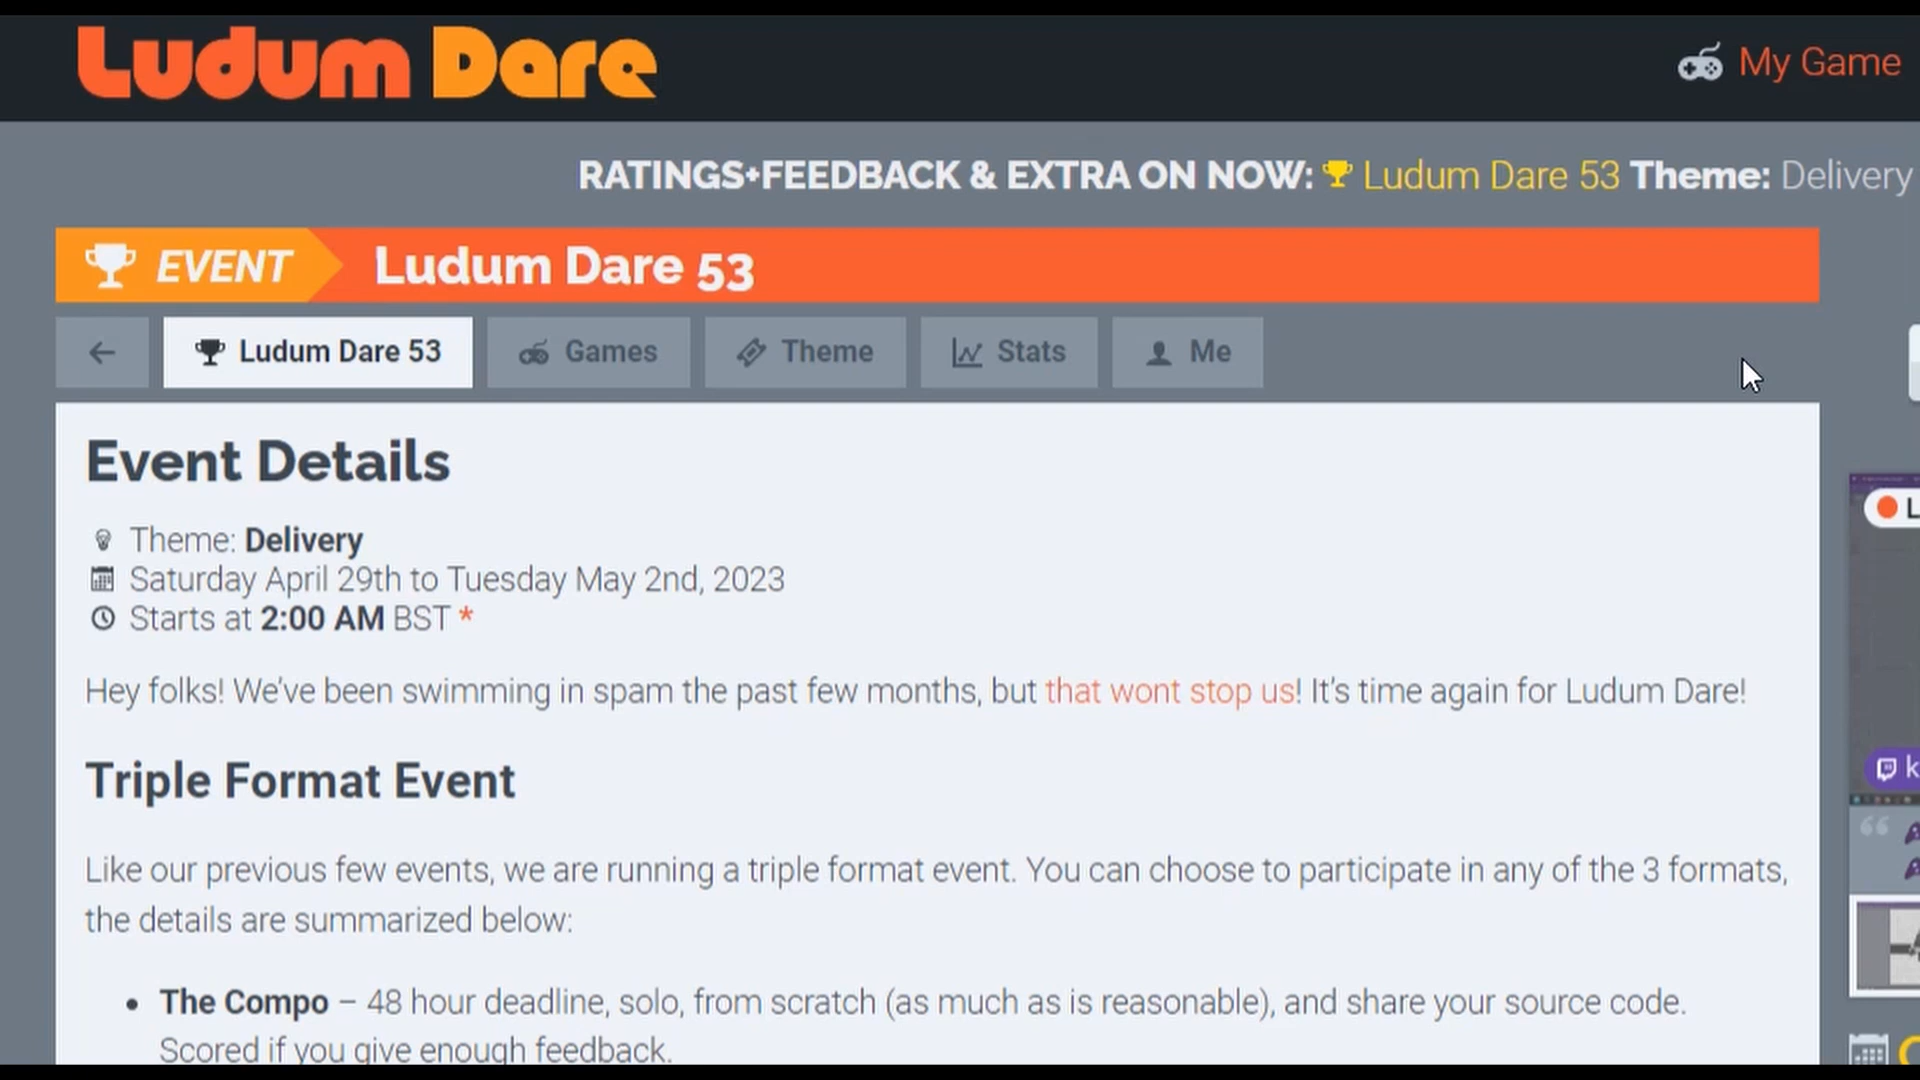 Ludum Dare
My Game
RATINGS+FEEDBACK & EXTRA ON NOW: Ludum Dare 53 Theme: Delivery
EVENT Ludum Dare 53
Ludum Dare 53 Games Theme Stats Me
Event Details
Theme: Delivery
Saturday April 29th to Tuesday May 2nd, 2023
Starts at 2:00 AM BST *
Hey folks! We've been swimming in spam the past few months, but that wont stop us! It's time again for Ludum Dare!
Triple Format Event
Like our previous few events, we are running a triple format event. You can choose to participate in any of the 3 formats,
the details are summarized below:
• The Compo – 48 hour deadline, solo, from scratch (as much as is reasonable), and share your source code.
Scored if you give enough feedback.